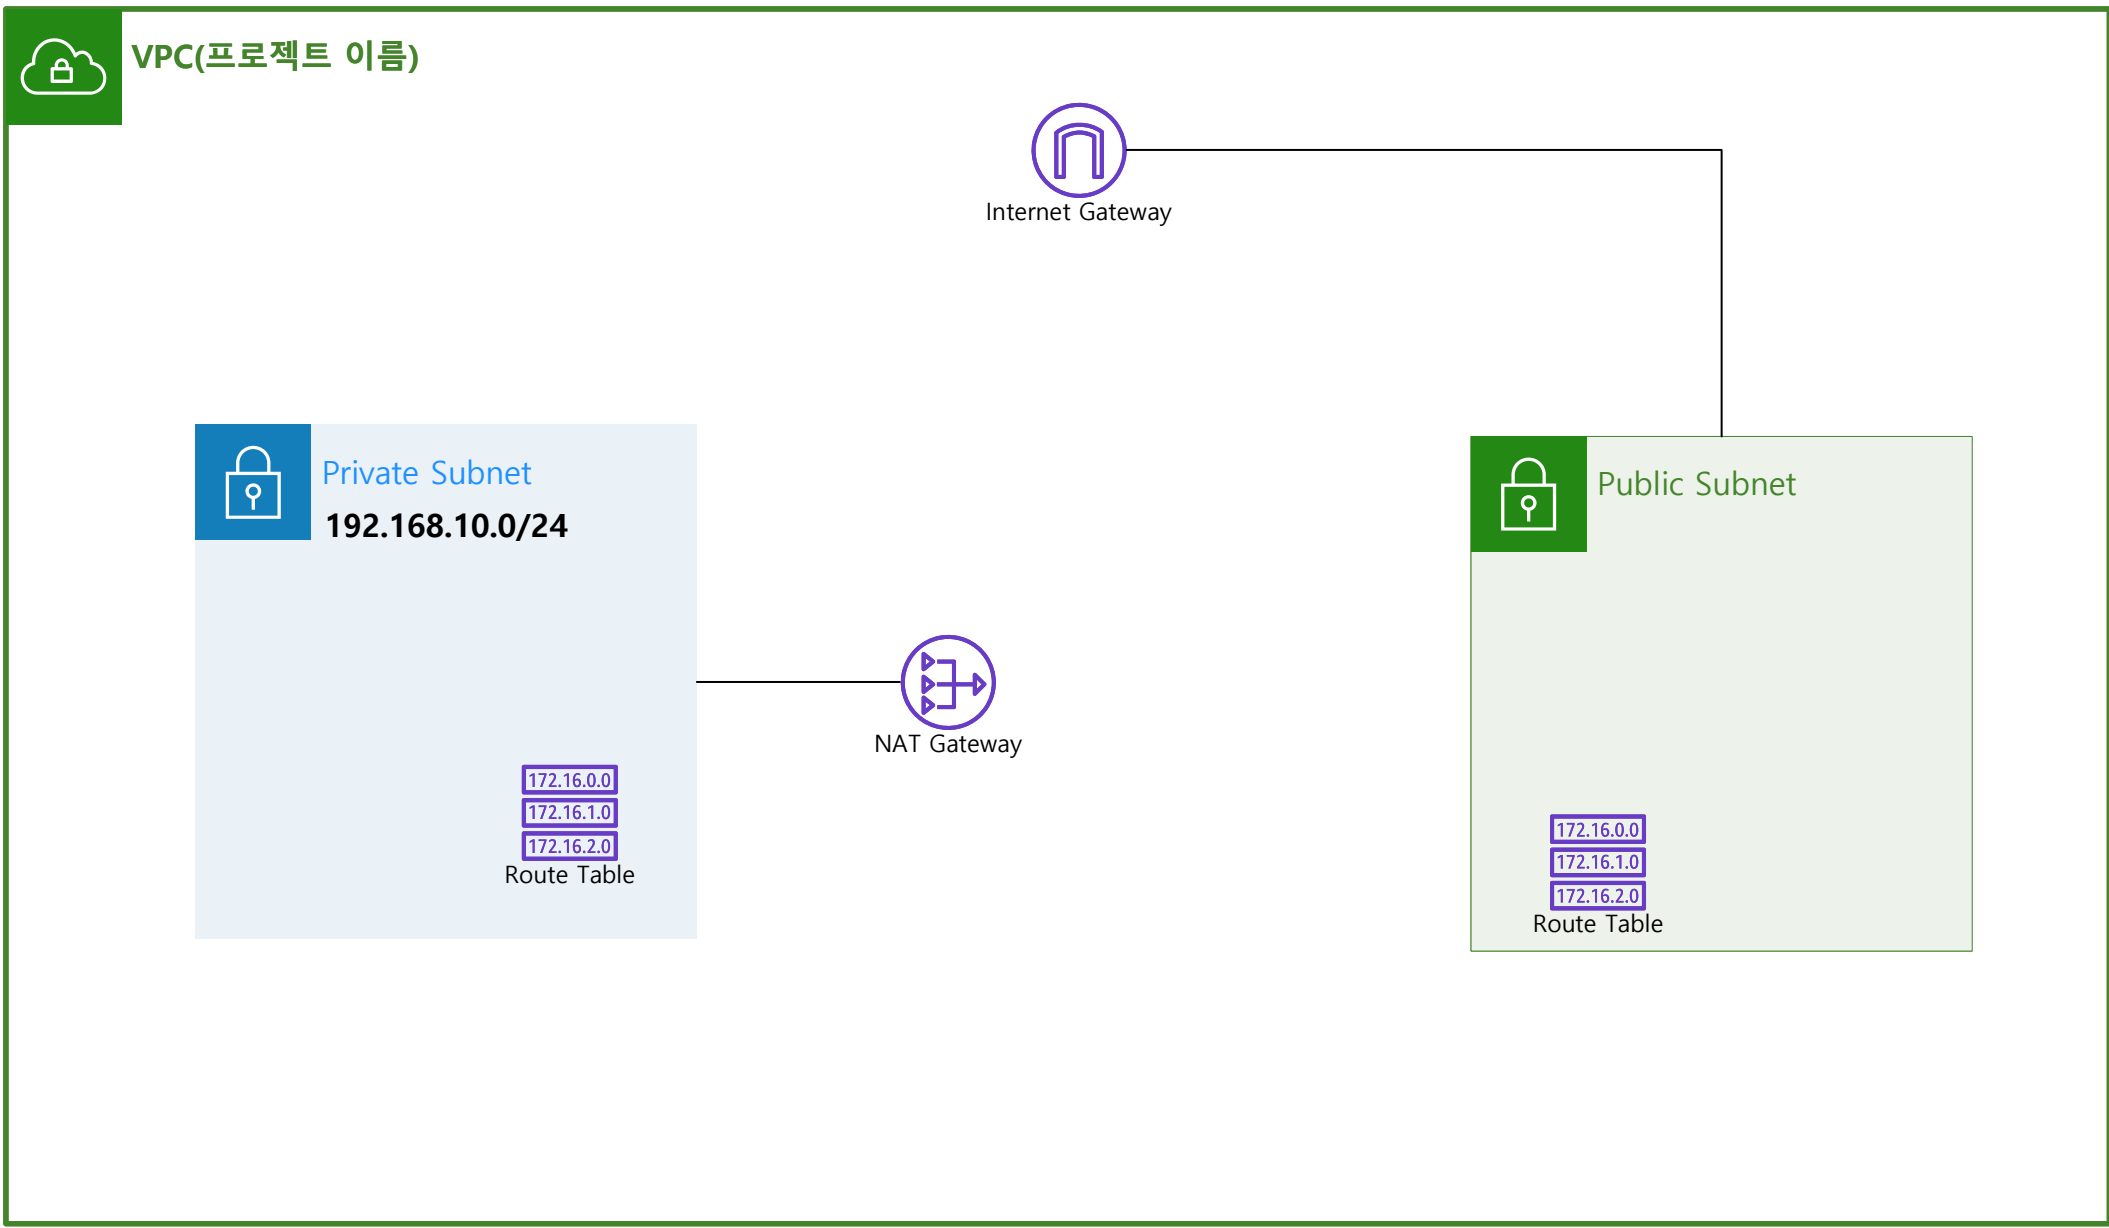 VPC(프로젝트 이름)
Internet Gateway
Private Subnet
192.168.10.0/24
Public Subnet
NAT Gateway
172.16.0.0
172.16.1.0
172.16.2.0
Route Table
172.16.0.0
172.16.1.0
172.16.2.0
Route Table